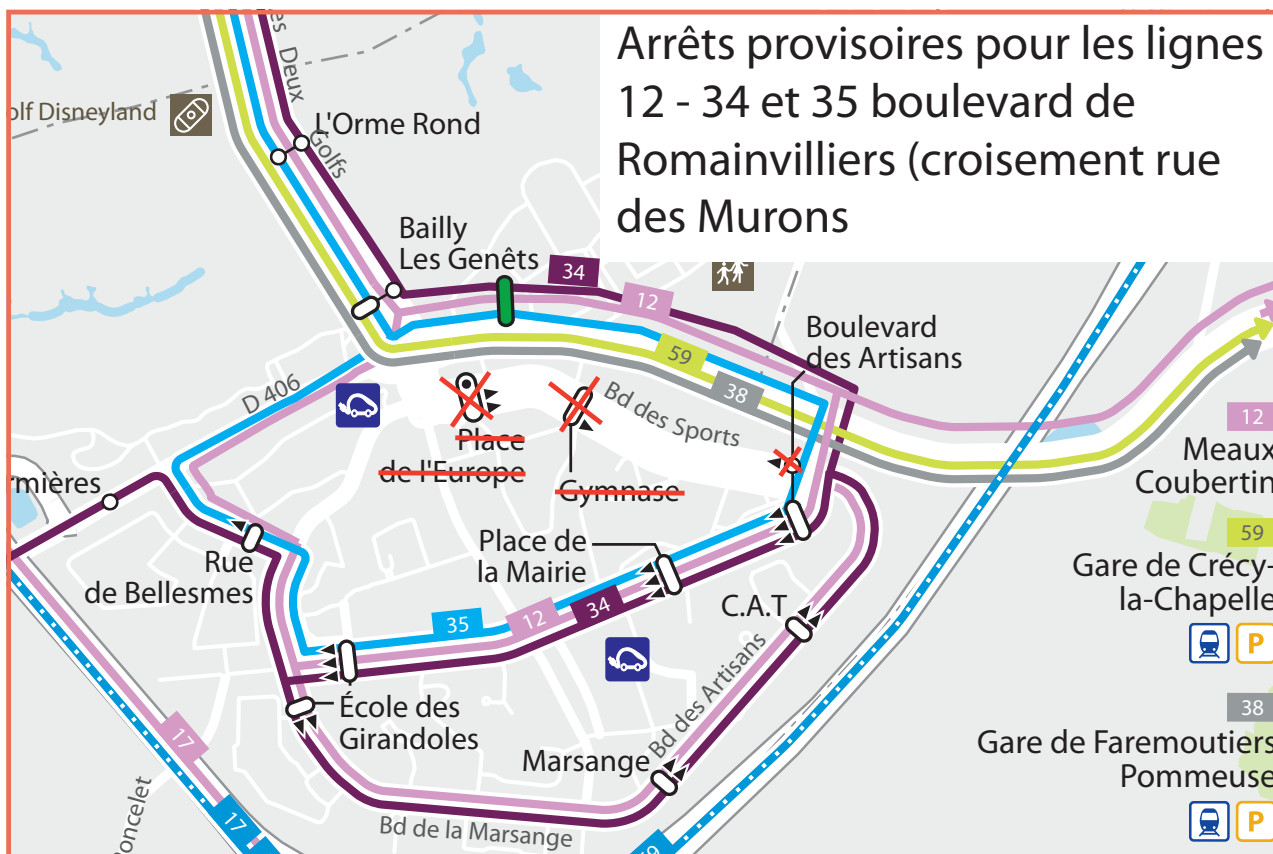 Arrêts provisoires pour les lignes
12 - 34 et 35 boulevard de
Romainvilliers (croisement rue
des Murons
es Deux
Golfs
olf Disneyland
L'Orme Rond
Bailly
Les Genêts
34
12
59
38
Boulevard
des Artisans
D 406
Bd des Sports
Place
de l'Europe
Gymnase
12
Meaux
Coubertin
rmières
Rue
de Bellesmes
Place de
la Mairie
59
Gare de Crécy-
la-Chapelle
P
C.A.T
35
12
34
École des
Girandoles
Bd des Artisans
Marsange
38
Gare de Faremoutiers
Pommeuse
P
17
17
oncelet
Bd de la Marsange